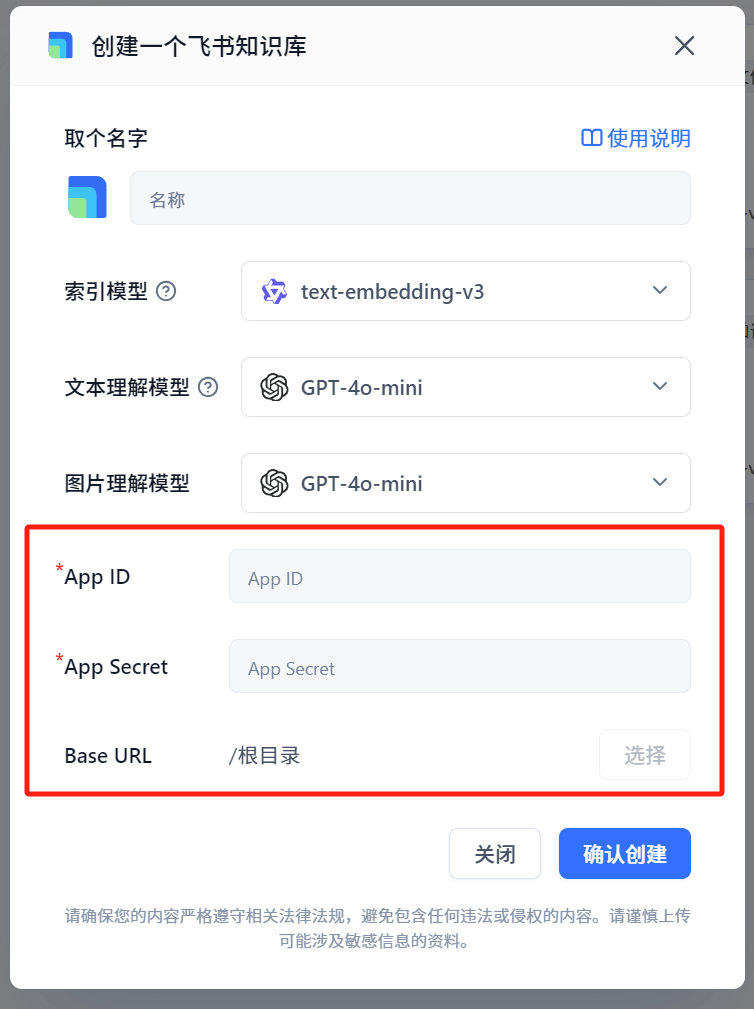 创建一个飞书知识库
取个名字
使用说明
名称
索引模型
text-embedding-v3
文本理解模型
GPT-4o-mini
图片理解模型
GPT-4o-mini
*App ID
App ID
*App Secret
App Secret
Base URL
/根目录
选择
关闭
确认创建
请确保您的内容严格遵守相关法律法规，避免包含任何违法或侵权的内容。请谨慎上传
可能涉及敏感信息的资料。